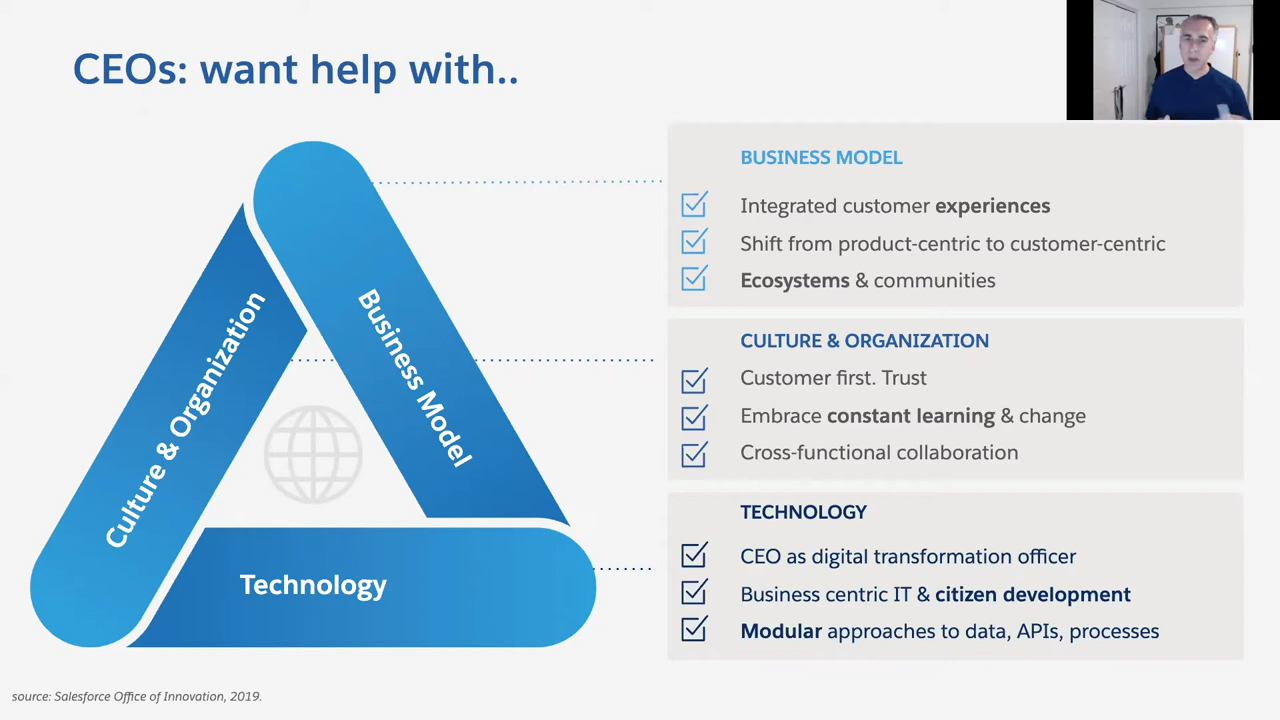 CEOs: want help with..
Culture & Organization
Business Model
Technology
BUSINESS MODEL
Integrated customer experiences
Shift from product-centric to customer-centric
Ecosystems & communities
CULTURE & ORGANIZATION
Customer first. Trust
Embrace constant learning & change
Cross-functional collaboration
TECHNOLOGY
CEO as digital transformation officer
Business centric IT & citizen development
Modular approaches to data, APIs, processes
source: Salesforce Office of Innovation, 2019.